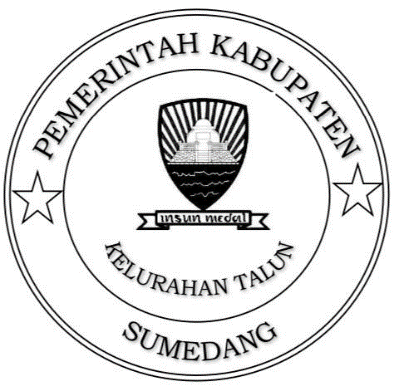 PEMERINTAH KABUPATEN
insun medal
KELURAHAN TALUN
SUMEDANG